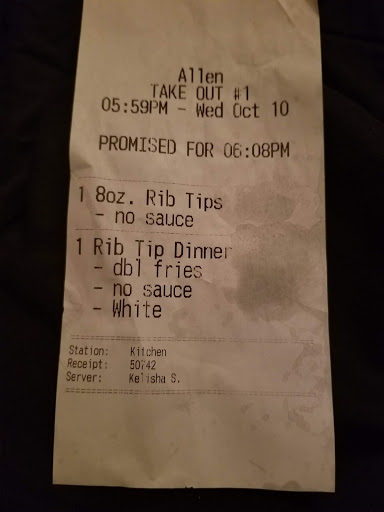 Allen
TAKE OUT #1
05:59PM - Wed Oct 10
PROMISED FOR 06:08PM
1 8oz. Rib Tips
- no sauce
1 Rib Tip Dinner
- dbl fries
- no sauce
- White
Station: Kitchen
Receipt: 50742
Server: Kelisha S.